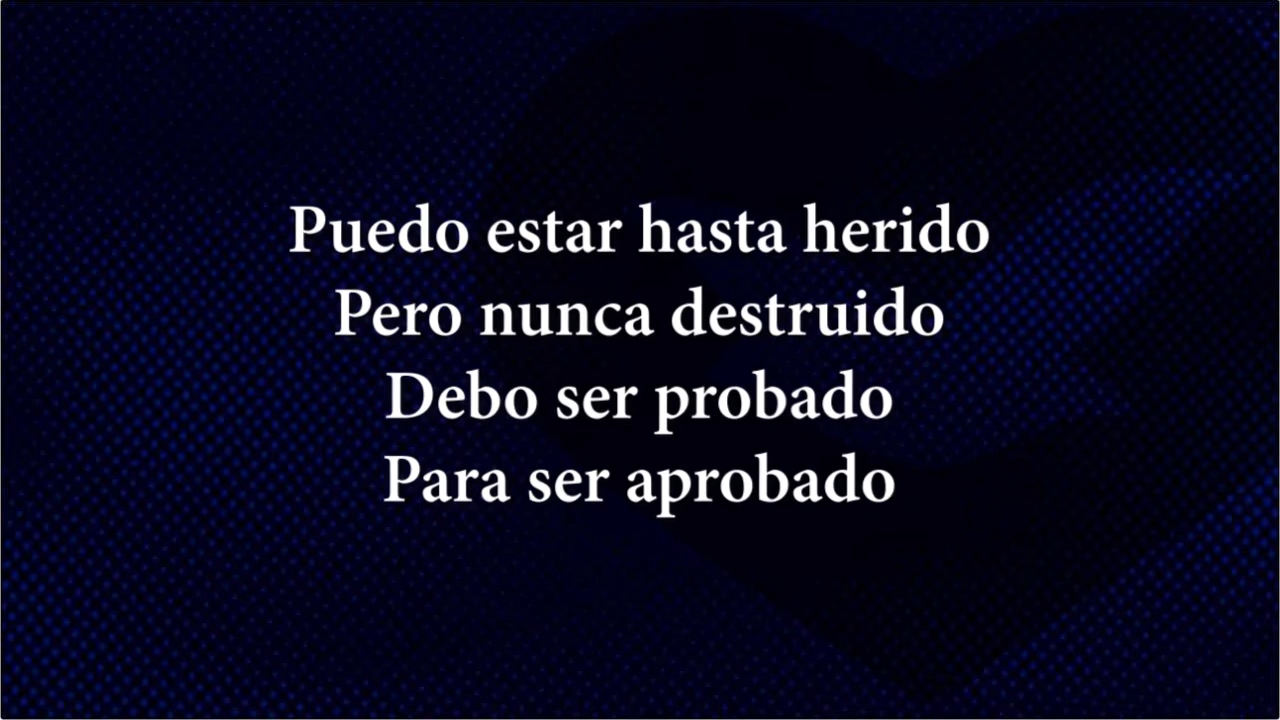 Puedo estar hasta herido
Pero nunca destruido
Debo ser probado
Para ser aprobado